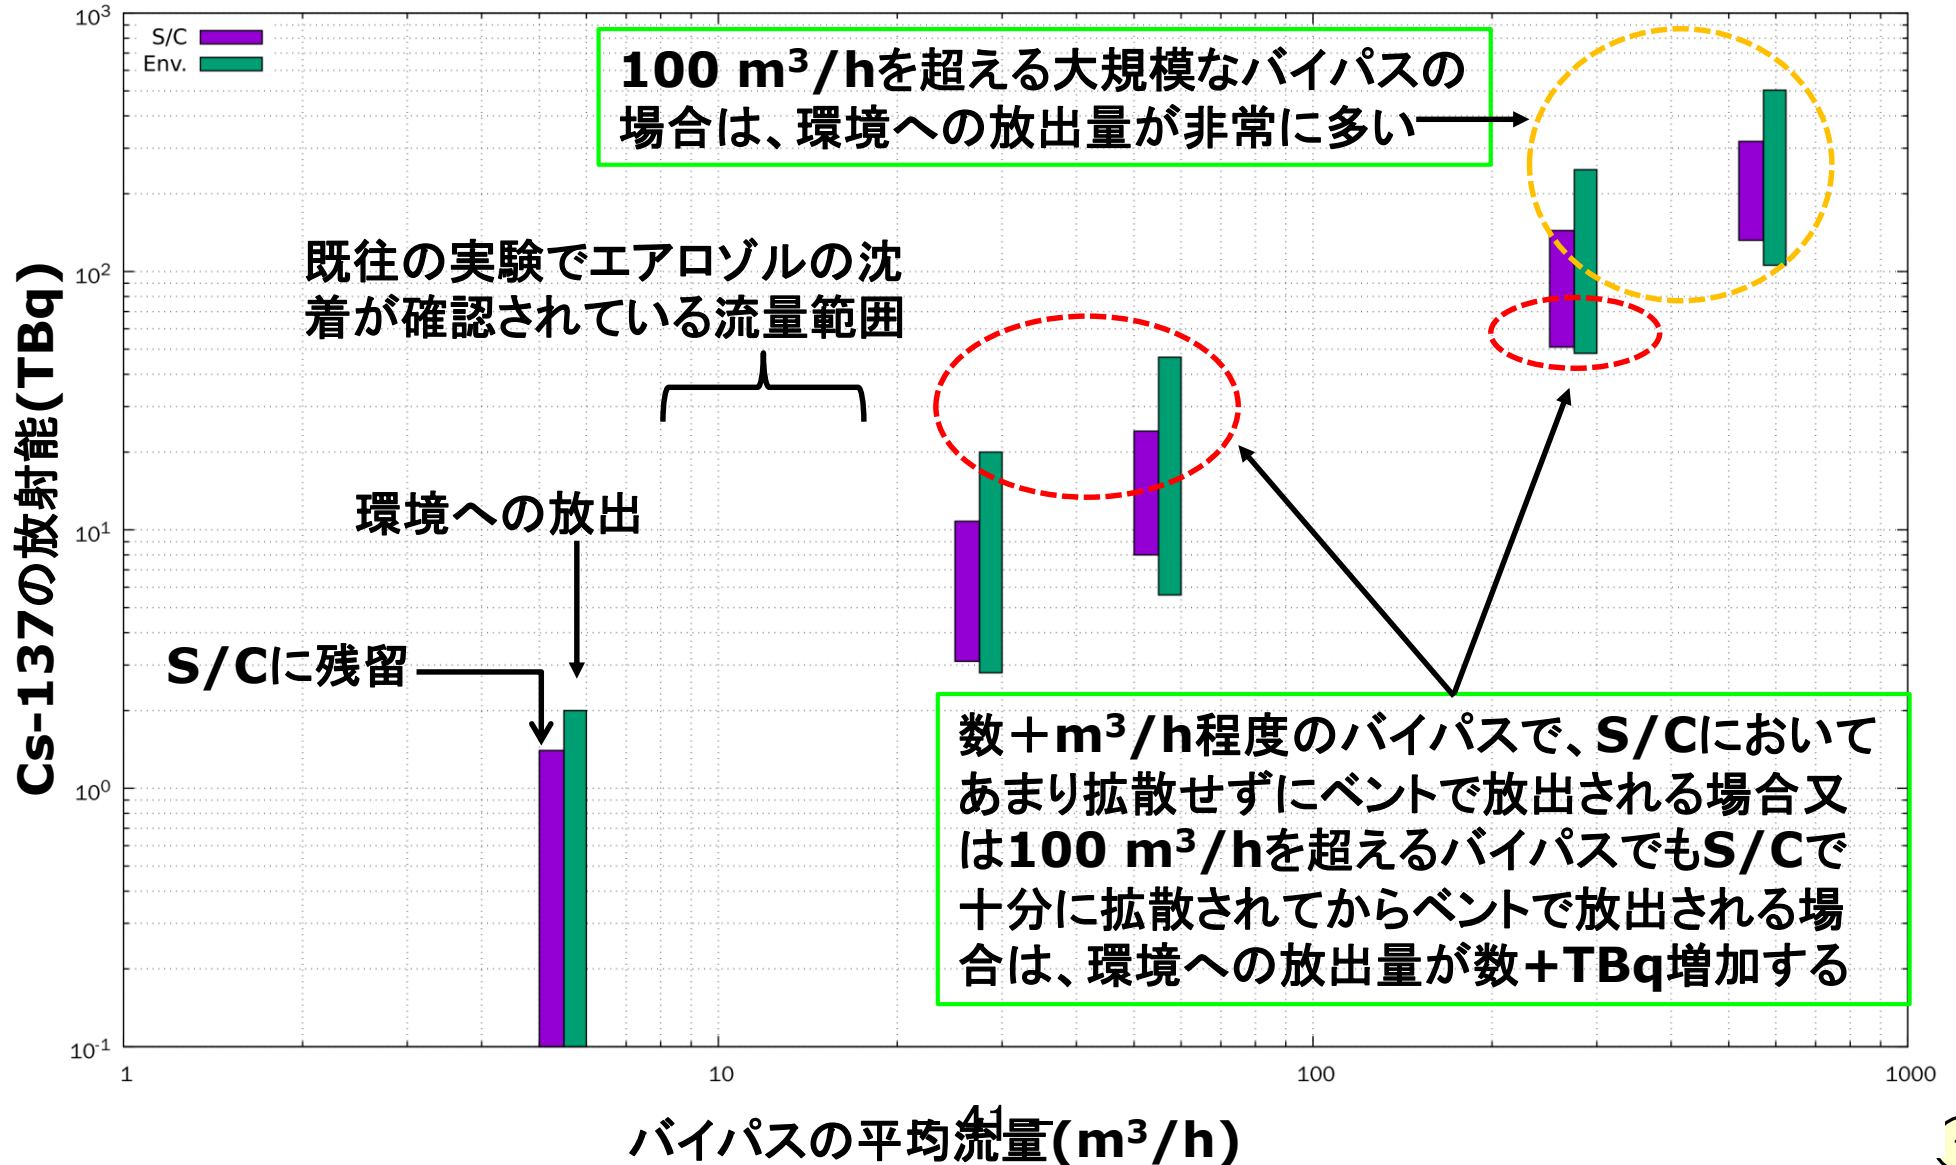 10³
S/C
Env.
100 m³/hを超える大規模なバイパスの
場合は、環境への放出量が非常に多い
既往の実験でエアロゾルの沈
着が確認されている流量範囲
10²
Cs-137の放射能(TBq)
環境への放出
10¹
S/Cに残留
数＋m³/h程度のバイパスで、S/Cにおいて
あまり拡散せずにベントで放出される場合又
は100 m³/hを超えるバイパスでもS/Cで
十分に拡散されてからベントで放出される場
合は、環境への放出量が数+TBq増加する
10⁰
10⁻¹
1
10
100
1000
41
バイパスの平均流量(m³/h)